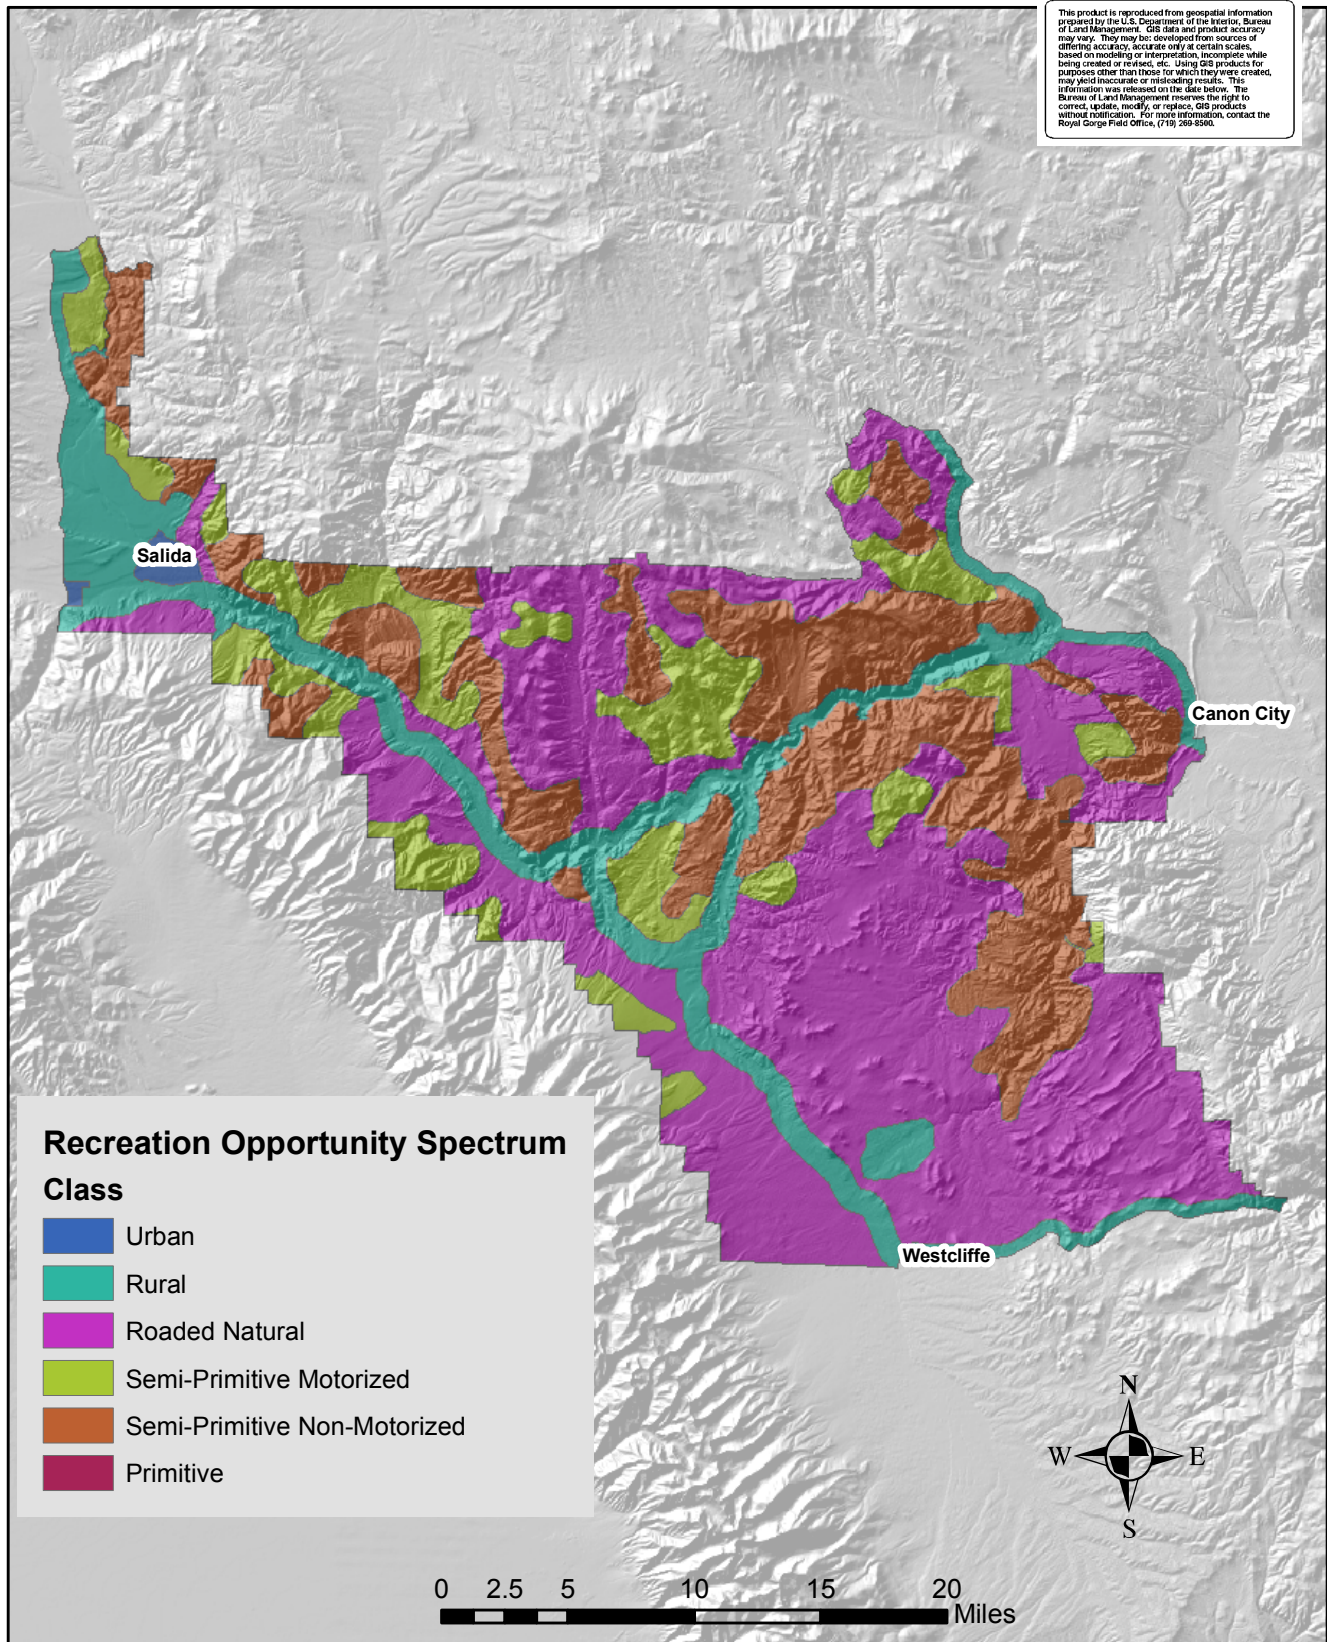 This product is reproduced from geospatial information
prepared by the U.S. Department of the Interior, Bureau
of Land Management. GIS data and product accuracy
may vary. They may be: developed from sources of
differing accuracy, accurate only at certain scales,
based on modeling or interpretation, incomplete while
being created or revised, etc. Using GIS products for
purposes other than those for which they were created,
may yield inaccurate or misleading results. This
information was released on the date below. The
Bureau of Land Management reserves the right to
correct, update, modify, or replace, GIS products
without notification. For more information, contact the
Royal Gorge Field Office, (719) 269-8500.
Salida
Canon City
Westcliffe
Recreation Opportunity Spectrum
Class
Urban
Rural
Roaded Natural
Semi-Primitive Motorized
Semi-Primitive Non-Motorized
Primitive
N
W E
S
0 2.5 5 10 15 20
Miles